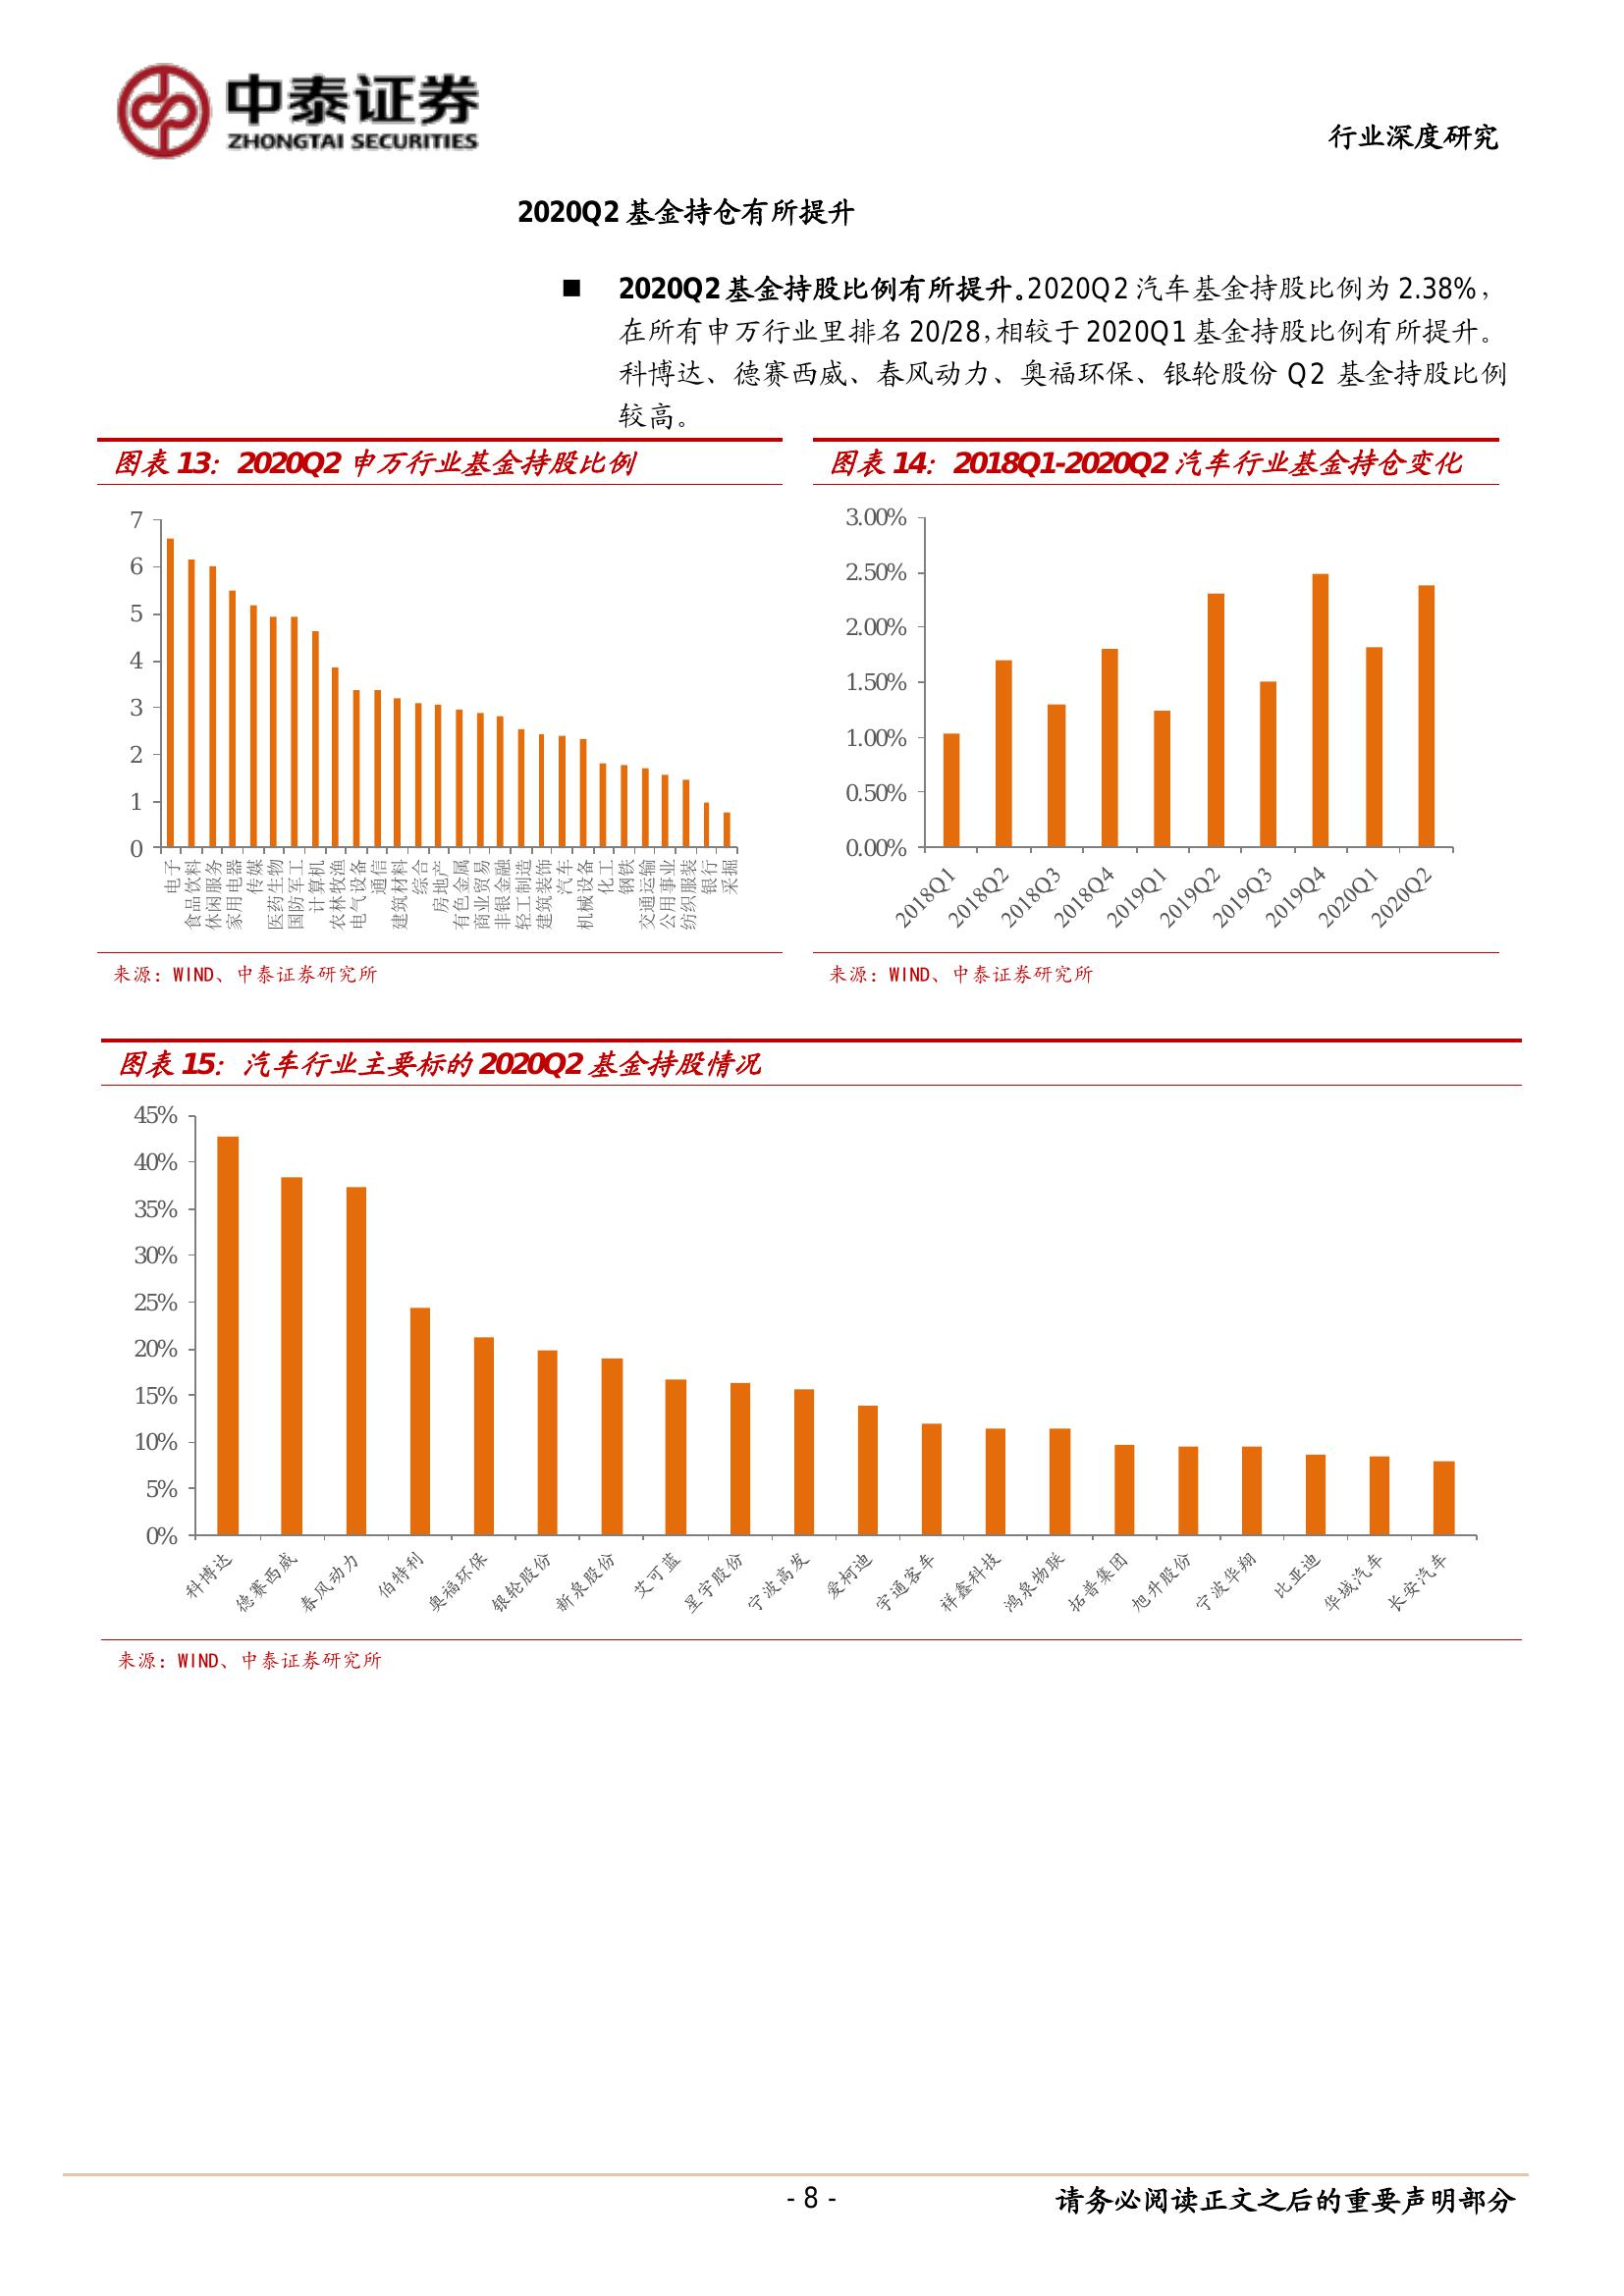 中泰证券
ZHONGTAI SECURITIES
行业深度研究
2020Q2 基金持仓有所提升
■ 2020Q2 基金持股比例有所提升。2020Q2 汽车基金持股比例为 2.38%，
在所有申万行业里排名 20/28，相较于 2020Q1 基金持股比例有所提升。
科博达、德赛西威、春风动力、奥福环保、银轮股份 Q2 基金持股比例
较高。
图表 13：2020Q2 申万行业基金持股比例
7
6
5
4
3
2
1
0
电子
食品饮料
休闲服务
家用电器
传媒
医药生物
国防军工
计算机
农林牧渔
电气设备
通信
建筑材料
综合
房地产
有色金属
商业贸易
非银金融
轻工制造
建筑装饰
汽车
机械设备
化工
钢铁
交通运输
公用事业
纺织服装
银行
采掘
来源：WIND、中泰证券研究所
图表 14：2018Q1-2020Q2 汽车行业基金持仓变化
3.00%
2.50%
2.00%
1.50%
1.00%
0.50%
0.00%
2018Q1
2018Q2
2018Q3
2018Q4
2019Q1
2019Q2
2019Q3
2019Q4
2020Q1
2020Q2
来源：WIND、中泰证券研究所
图表 15：汽车行业主要标的 2020Q2 基金持股情况
45%
40%
35%
30%
25%
20%
15%
10%
5%
0%
科博达
德赛西威
春风动力
伯特利
奥福环保
银轮股份
新泉股份
艾可蓝
星宇股份
宁波高发
爱柯迪
宇通客车
祥鑫科技
鸿泉物联
拓普集团
旭升股份
宁波华翔
比亚迪
华域汽车
长安汽车
来源：WIND、中泰证券研究所
- 8 -
请务必阅读正文之后的重要声明部分